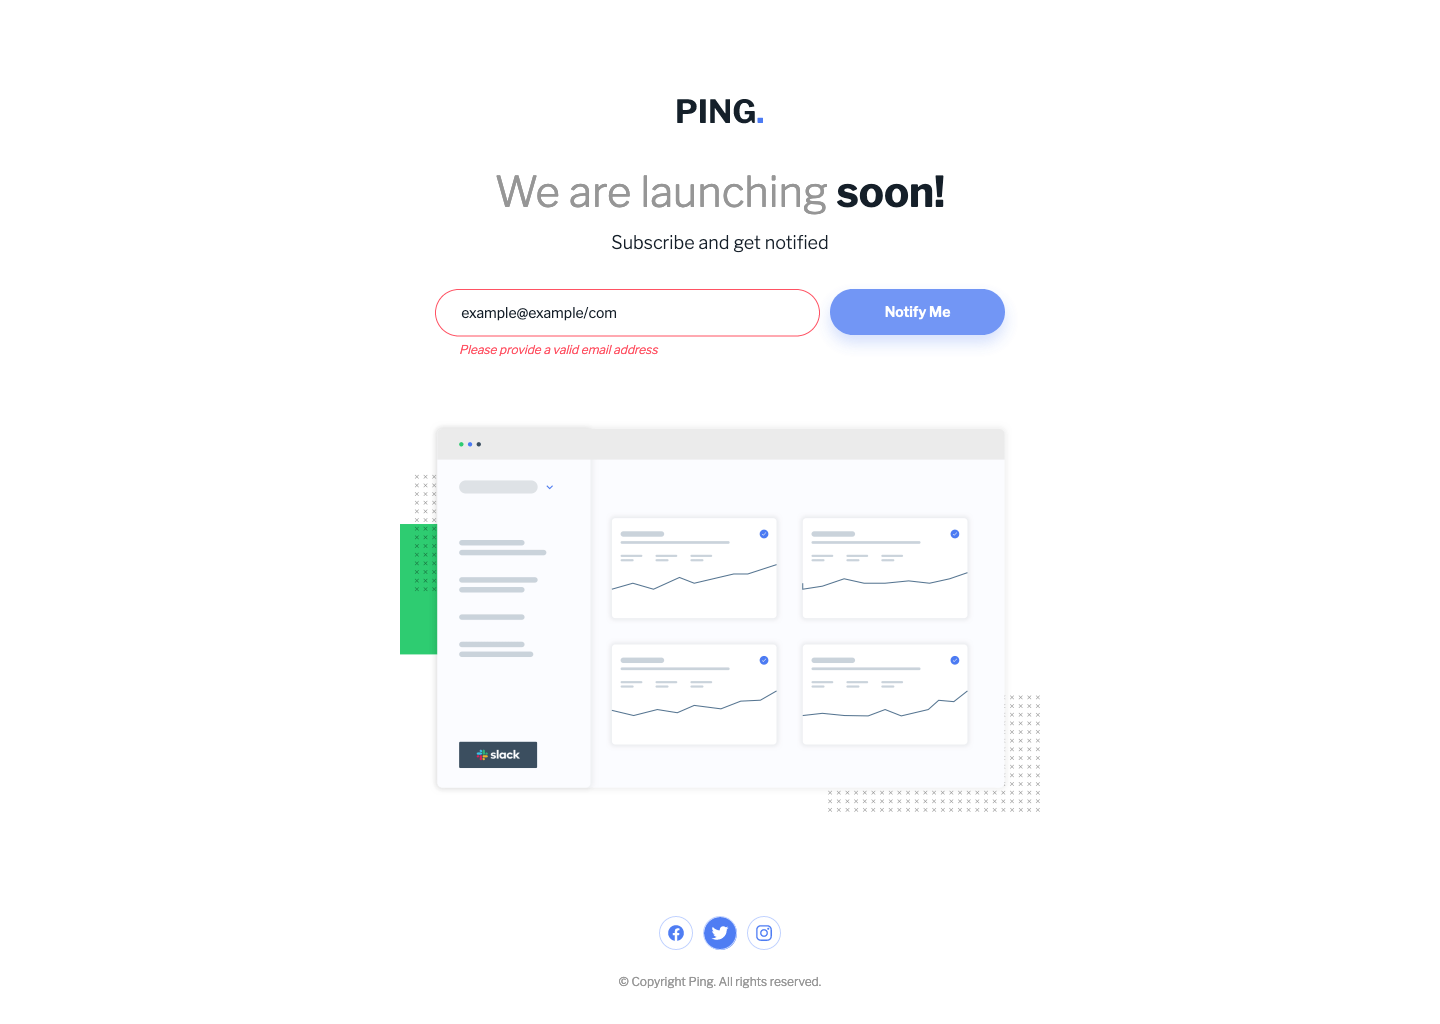 PING.
We are launching soon!
Subscribe and get notified
example@example/com
Notify Me
Please provide a valid email address
slack
© Copyright Ping. All rights reserved.